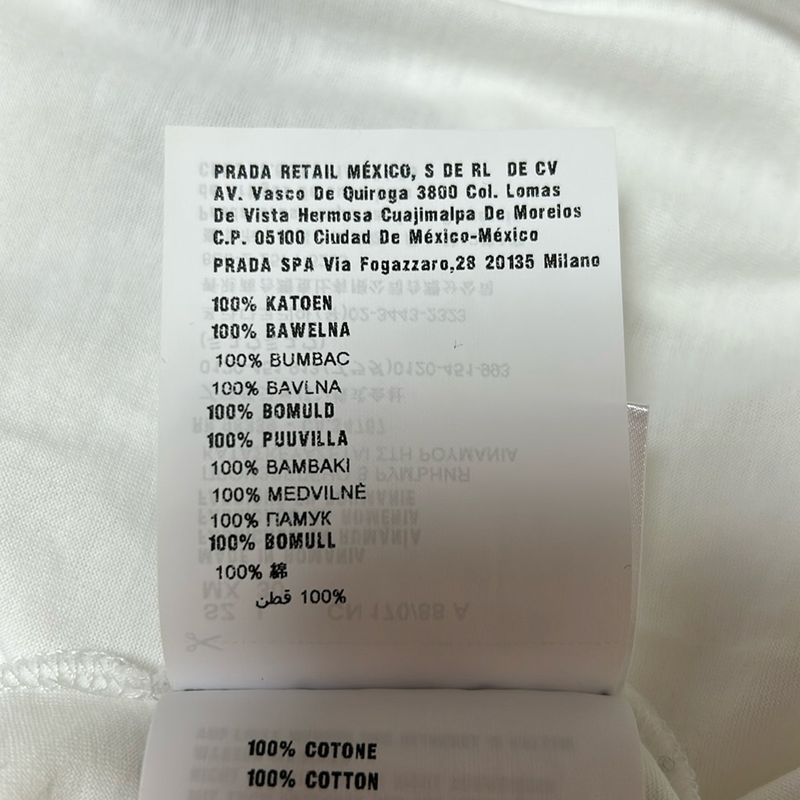 PRADA RETAIL MÉXICO, S DE RL DE CV
AV. Vasco De Quiroga 3800 Col. Lomas
De Vista Hermosa Cuajimalpa De Morelos
C.P. 05100 Ciudad De México-México
PRADA SPA Via Fogazzaro,28 20135 Milano
100% KATOEN
100% BAWELNA
100% BUMBAC
100% BAVLNA
100% BOMULD
100% PUUVILLA
100% BAMBAKI
100% MEDVILNĖ
100% ПАМУК
100% BOMULL
100% 綿
100% قطن
100% COTONE
100% COTTON